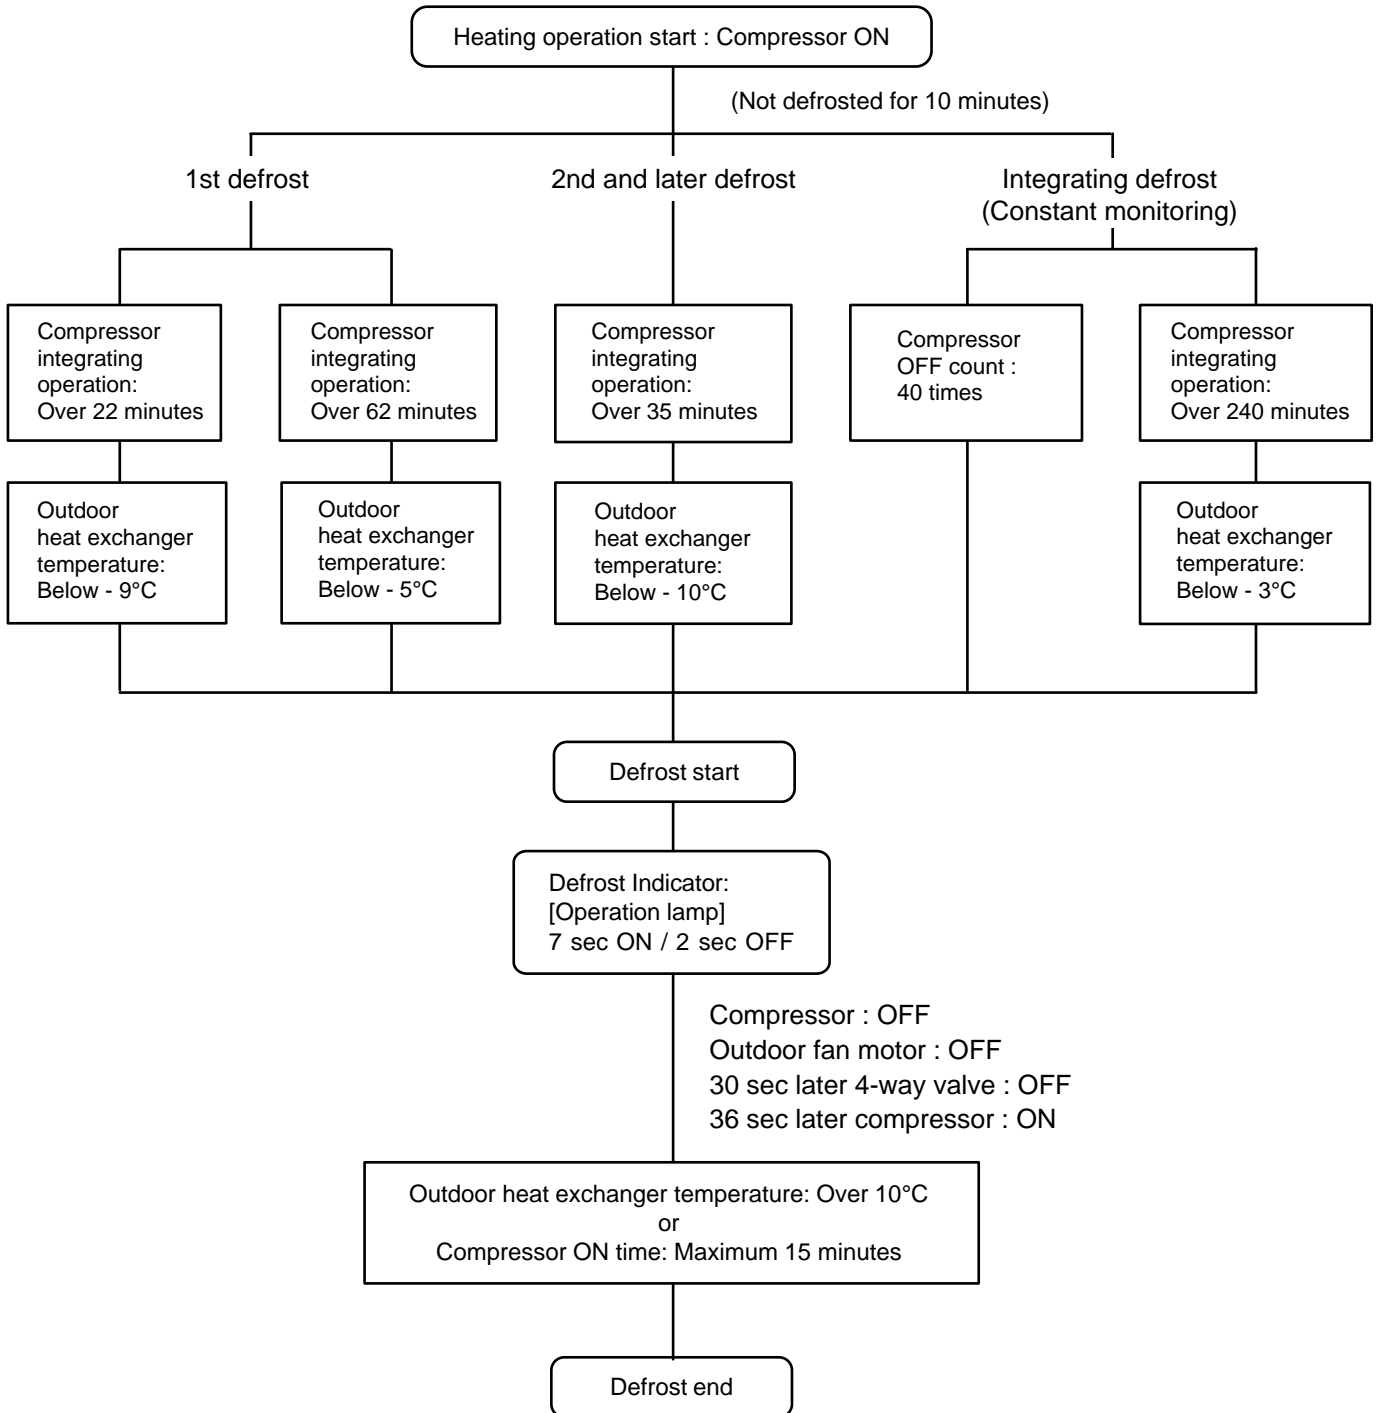 Heating operation start : Compressor ON
(Not defrosted for 10 minutes)
1st defrost
2nd and later defrost
Integrating defrost
(Constant monitoring)
Compressor
integrating
operation:
Over 22 minutes
Compressor
integrating
operation:
Over 62 minutes
Compressor
integrating
operation:
Over 35 minutes
Compressor
OFF count :
40 times
Compressor
integrating
operation:
Over 240 minutes
Outdoor
heat exchanger
temperature:
Below - 9°C
Outdoor
heat exchanger
temperature:
Below - 5°C
Outdoor
heat exchanger
temperature:
Below - 10°C
Outdoor
heat exchanger
temperature:
Below - 3°C
Defrost start
Defrost Indicator:
[Operation lamp]
7 sec ON / 2 sec OFF
Compressor : OFF
Outdoor fan motor : OFF
30 sec later 4-way valve : OFF
36 sec later compressor : ON
Outdoor heat exchanger temperature: Over 10°C
or
Compressor ON time: Maximum 15 minutes
Defrost end